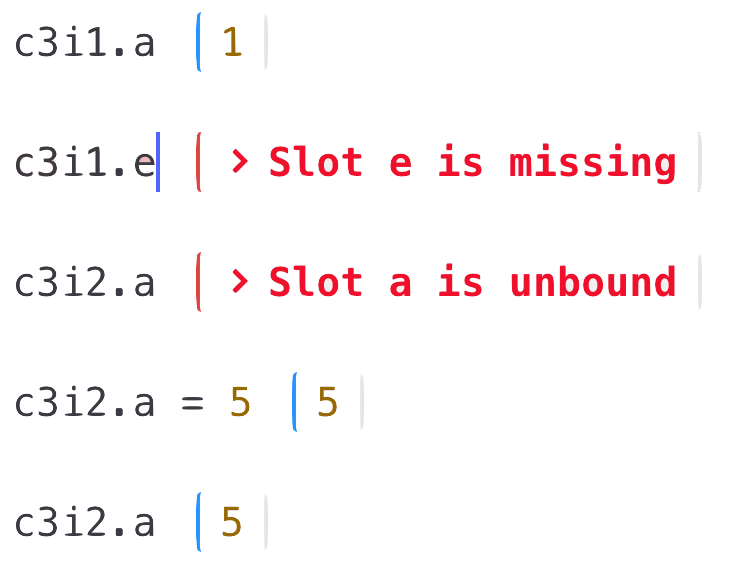 c3i1.a 1
c3i1.e > Slot e is missing
c3i2.a > Slot a is unbound
c3i2.a = 5 5
c3i2.a 5